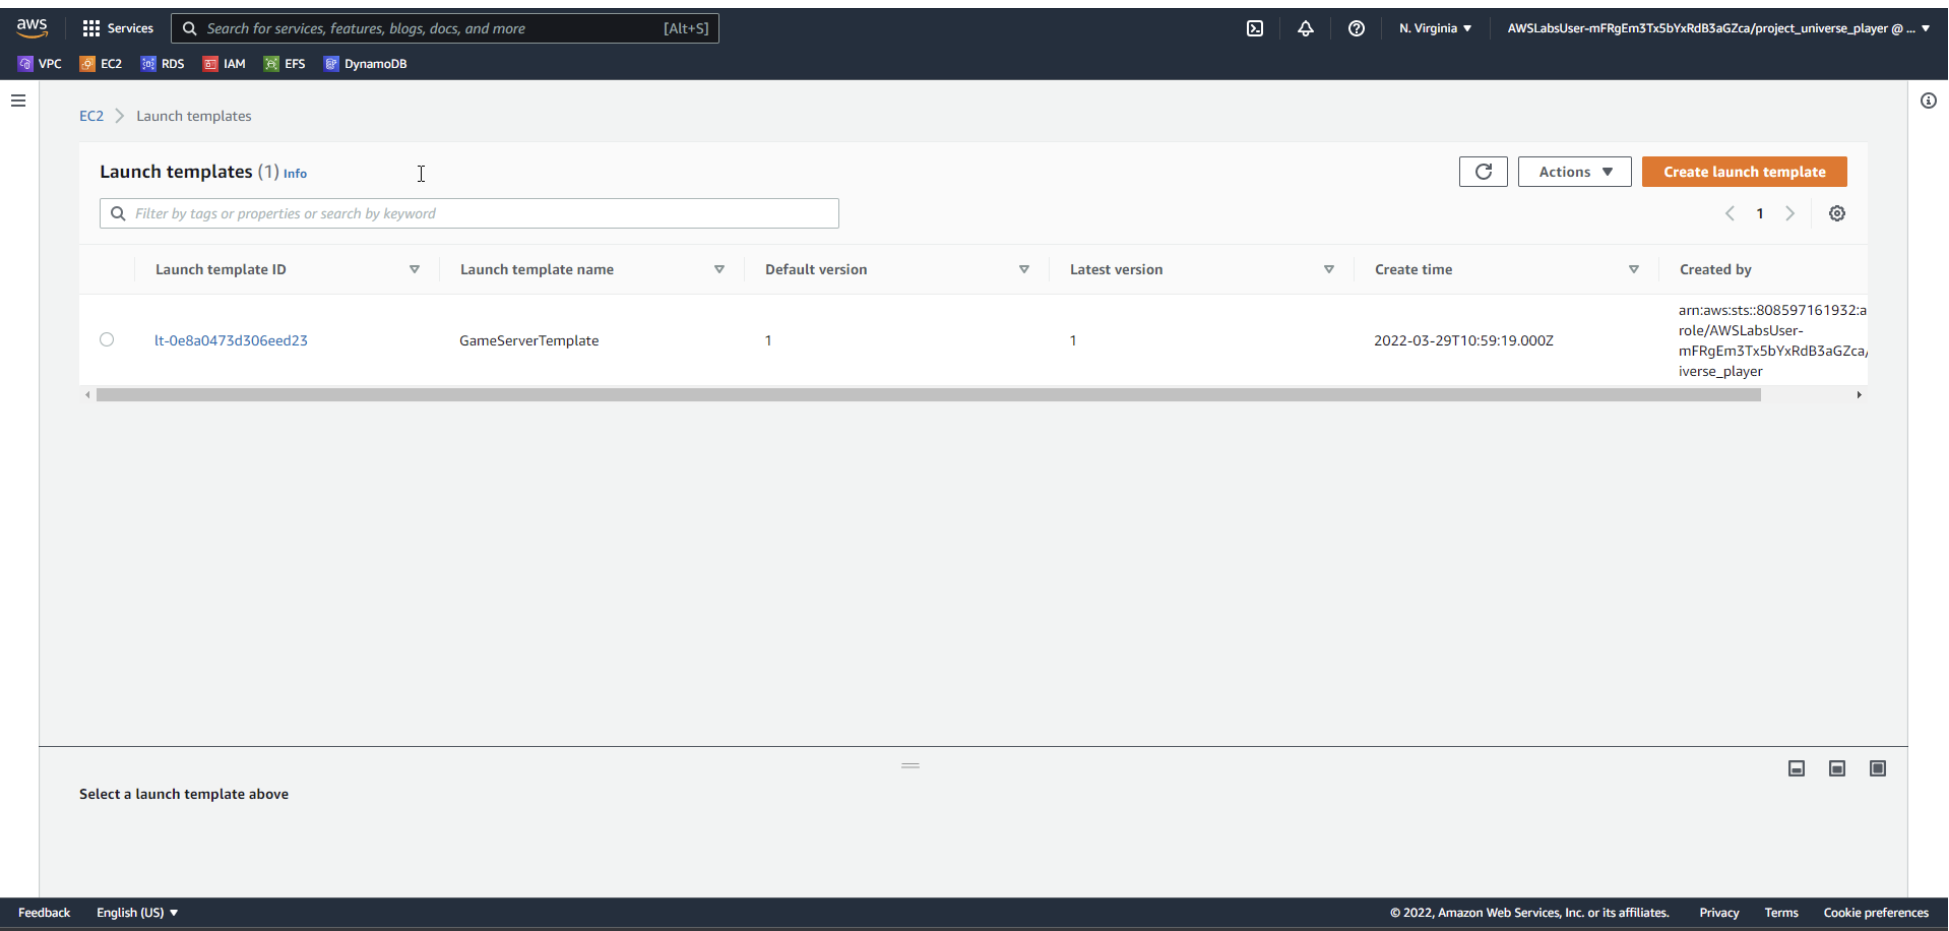 aws Services Search for services, features, blogs, docs, and more [Alt+S] N. Virginia ▼ AWSLabsUser-mFRgEm3Tx5bYxRdB3aGZca/project_universe_player @ ... ▼
VPC EC2 RDS IAM EFS DynamoDB
EC2 > Launch templates
Launch templates (1) Info Actions ▼ Create launch template
Filter by tags or properties or search by keyword < 1 >
Launch template ID Launch template name Default version Latest version Create time Created by
lt-0e8a0473d306eed23 GameServerTemplate 1 1 2022-03-29T10:59:19.000Z
arn:aws:sts::808597161932:a
role/AWSLabsUser-
mFRgEm3Tx5bYxRdB3aGZca/
iverse_player
Select a launch template above
Feedback English (US) ▼ © 2022, Amazon Web Services, Inc. or its affiliates. Privacy Terms Cookie preferences